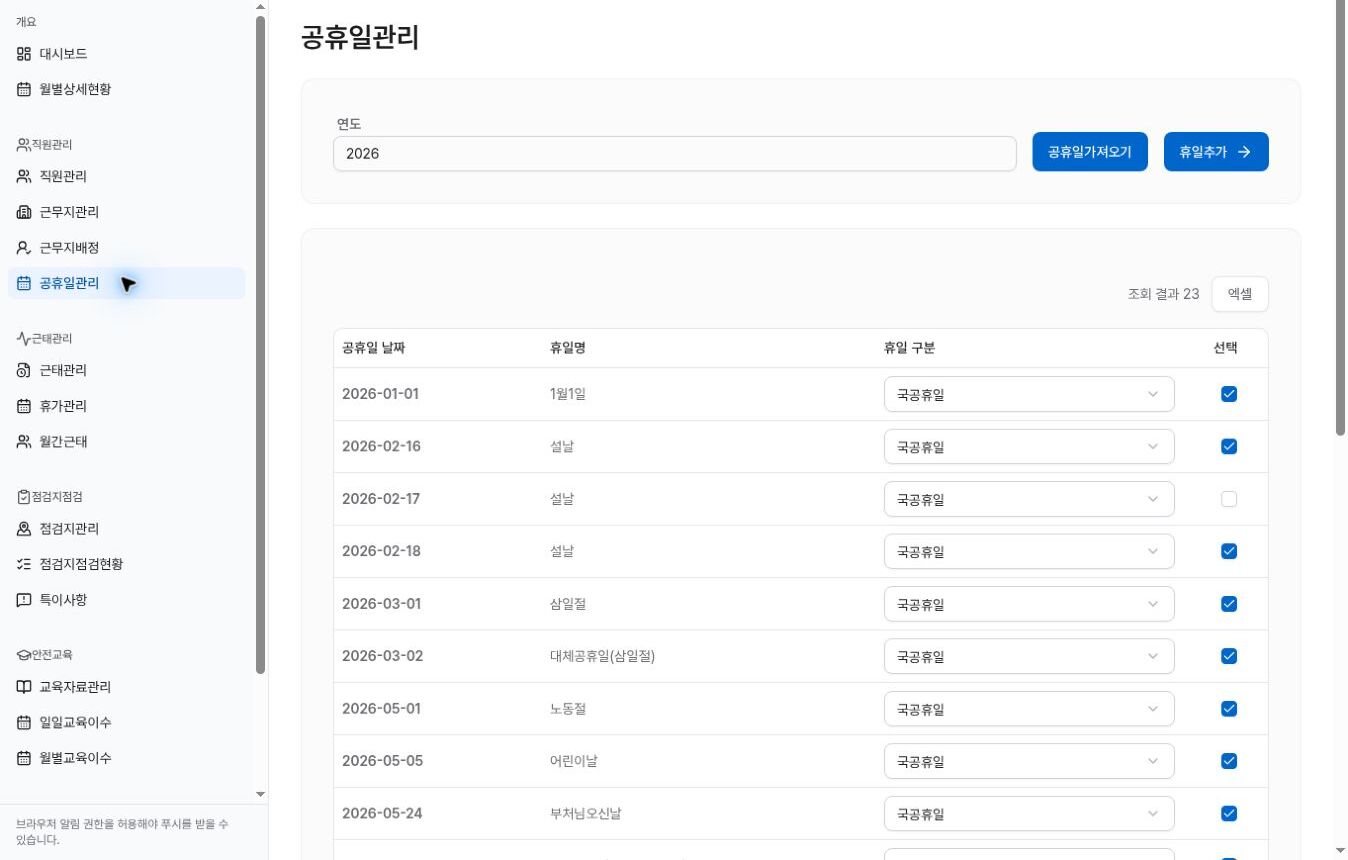 개요
대시보드
월별상세현황
직원관리
직원관리
근무지관리
근무지배정
공휴일관리
근태관리
근태관리
휴가관리
월간근태
점검지점검
점검지관리
점검지점검현황
특이사항
안전교육
교육자료관리
일일교육이수
월별교육이수
브라우저 알림 권한을 허용해야 푸시를 받을 수
있습니다.
공휴일관리
연도
2026
공휴일가져오기
휴일추가
조회 결과 23
엑셀
공휴일 날짜 휴일명 휴일 구분 선택
2026-01-01 1월1일 국공휴일
2026-02-16 설날 국공휴일
2026-02-17 설날 국공휴일
2026-02-18 설날 국공휴일
2026-03-01 삼일절 국공휴일
2026-03-02 대체공휴일(삼일절) 국공휴일
2026-05-01 노동절 국공휴일
2026-05-05 어린이날 국공휴일
2026-05-24 부처님오신날 국공휴일